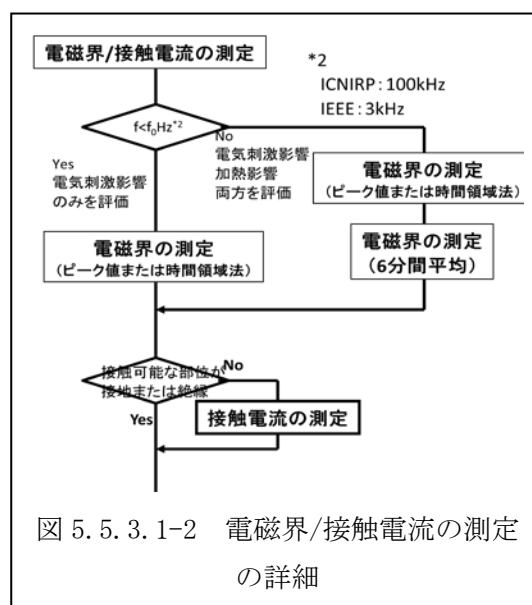 電磁界/接触電流の測定
*2
ICNIRP：100kHz
IEEE：3kHz
f<f0Hz*2
No
電気刺激影響
加熱影響
両方を評価
Yes
電気刺激影響
のみを評価
電磁界の測定
(ピーク値または時間領域法)
電磁界の測定
(6分間平均)
電磁界の測定
(ピーク値または時間領域法)
接触可能な部位が
接地または絶縁
No
Yes
接触電流の測定
図 5.5.3.1-2　電磁界/接触電流の測定
の詳細